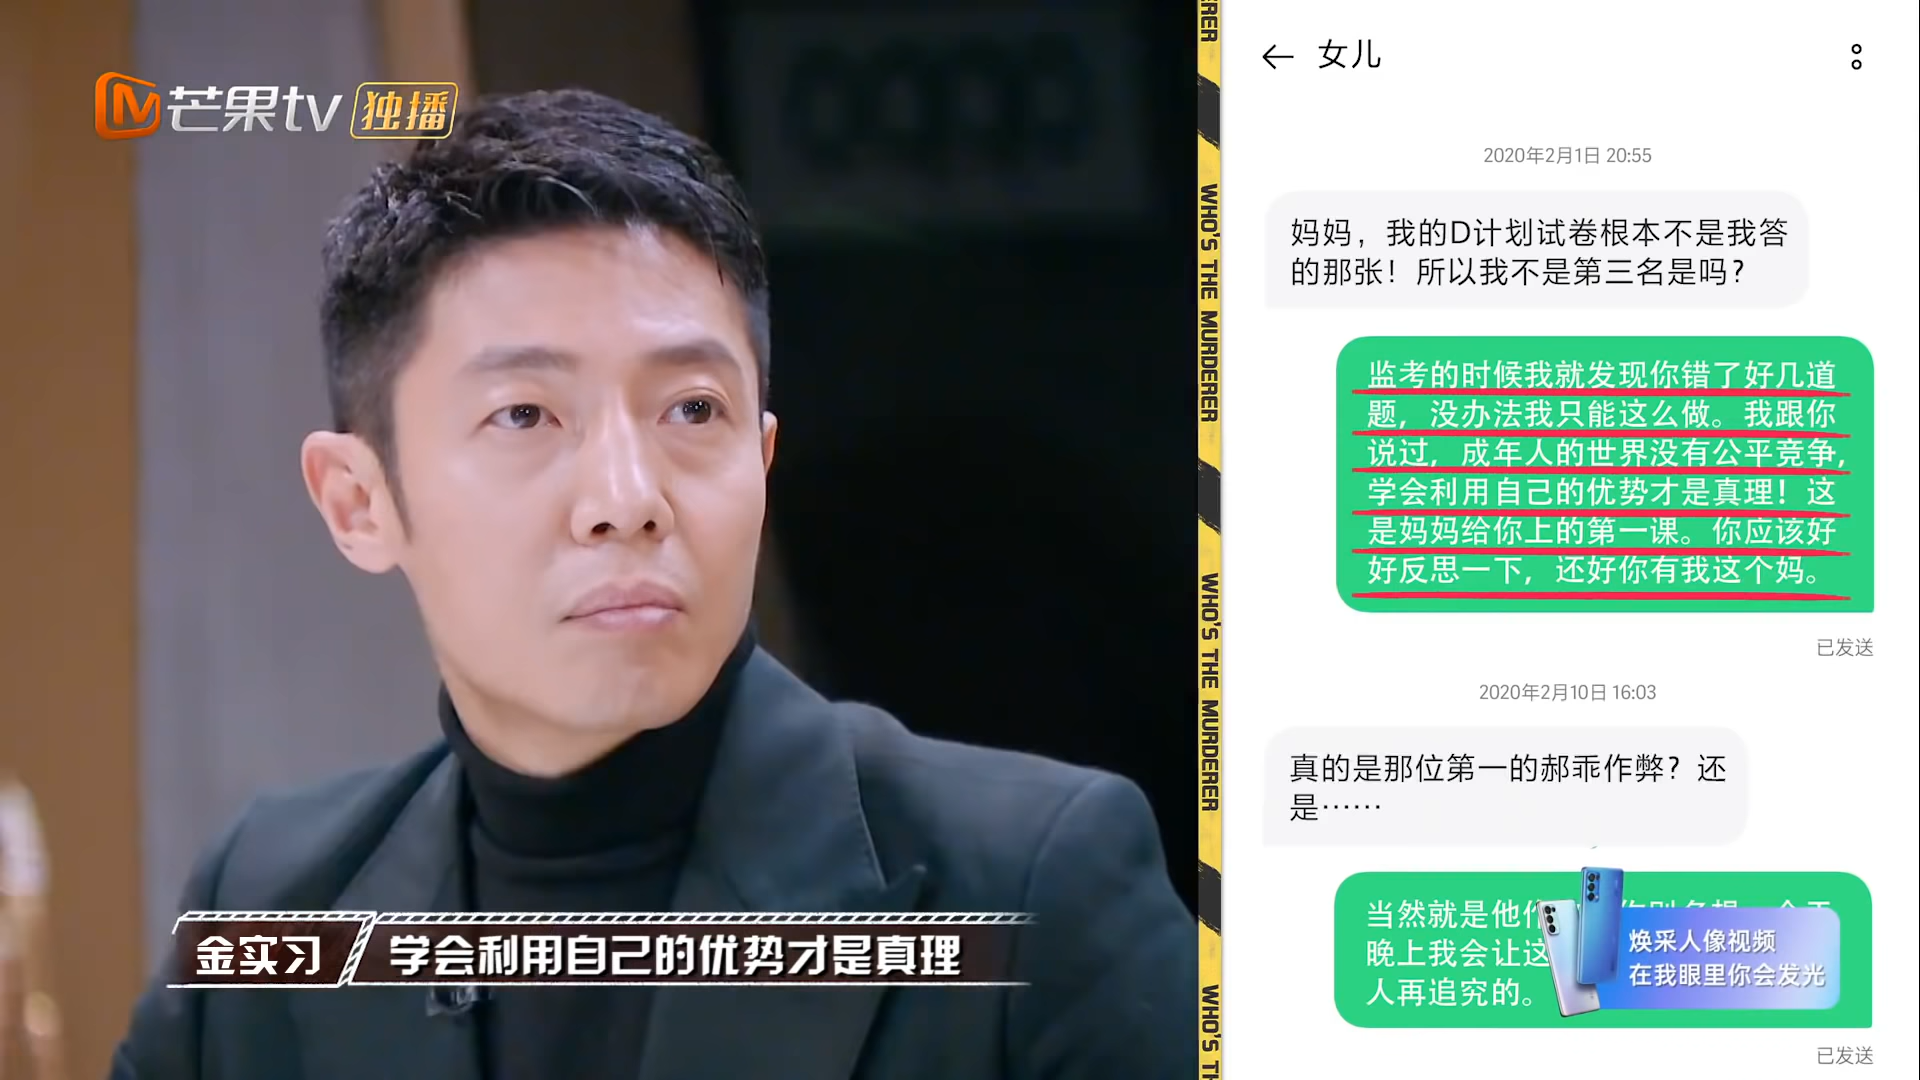 芒果tv 独播
金实习
学会利用自己的优势才是真理
WHO'S THE MURDERER
WHO'S THE MURDERER
WHO'S T
女儿
2020年2月1日 20:55
妈妈，我的D计划试卷根本不是我答
的那张！所以我不是第三名是吗？
监考的时候我就发现你错了好几道
题，没办法我只能这么做。我跟你
说过，成年人的世界没有公平竞争，
学会利用自己的优势才是真理！这
是妈妈给你上的第一课。你应该好
好反思一下，还好你有我这个妈。
已发送
2020年2月10日 16:03
真的是那位第一的郝乖作弊？还
是……
当然就是他
晚上我会让这
人再追究的。
焕采人像视频
在我眼里你会发光
已发送